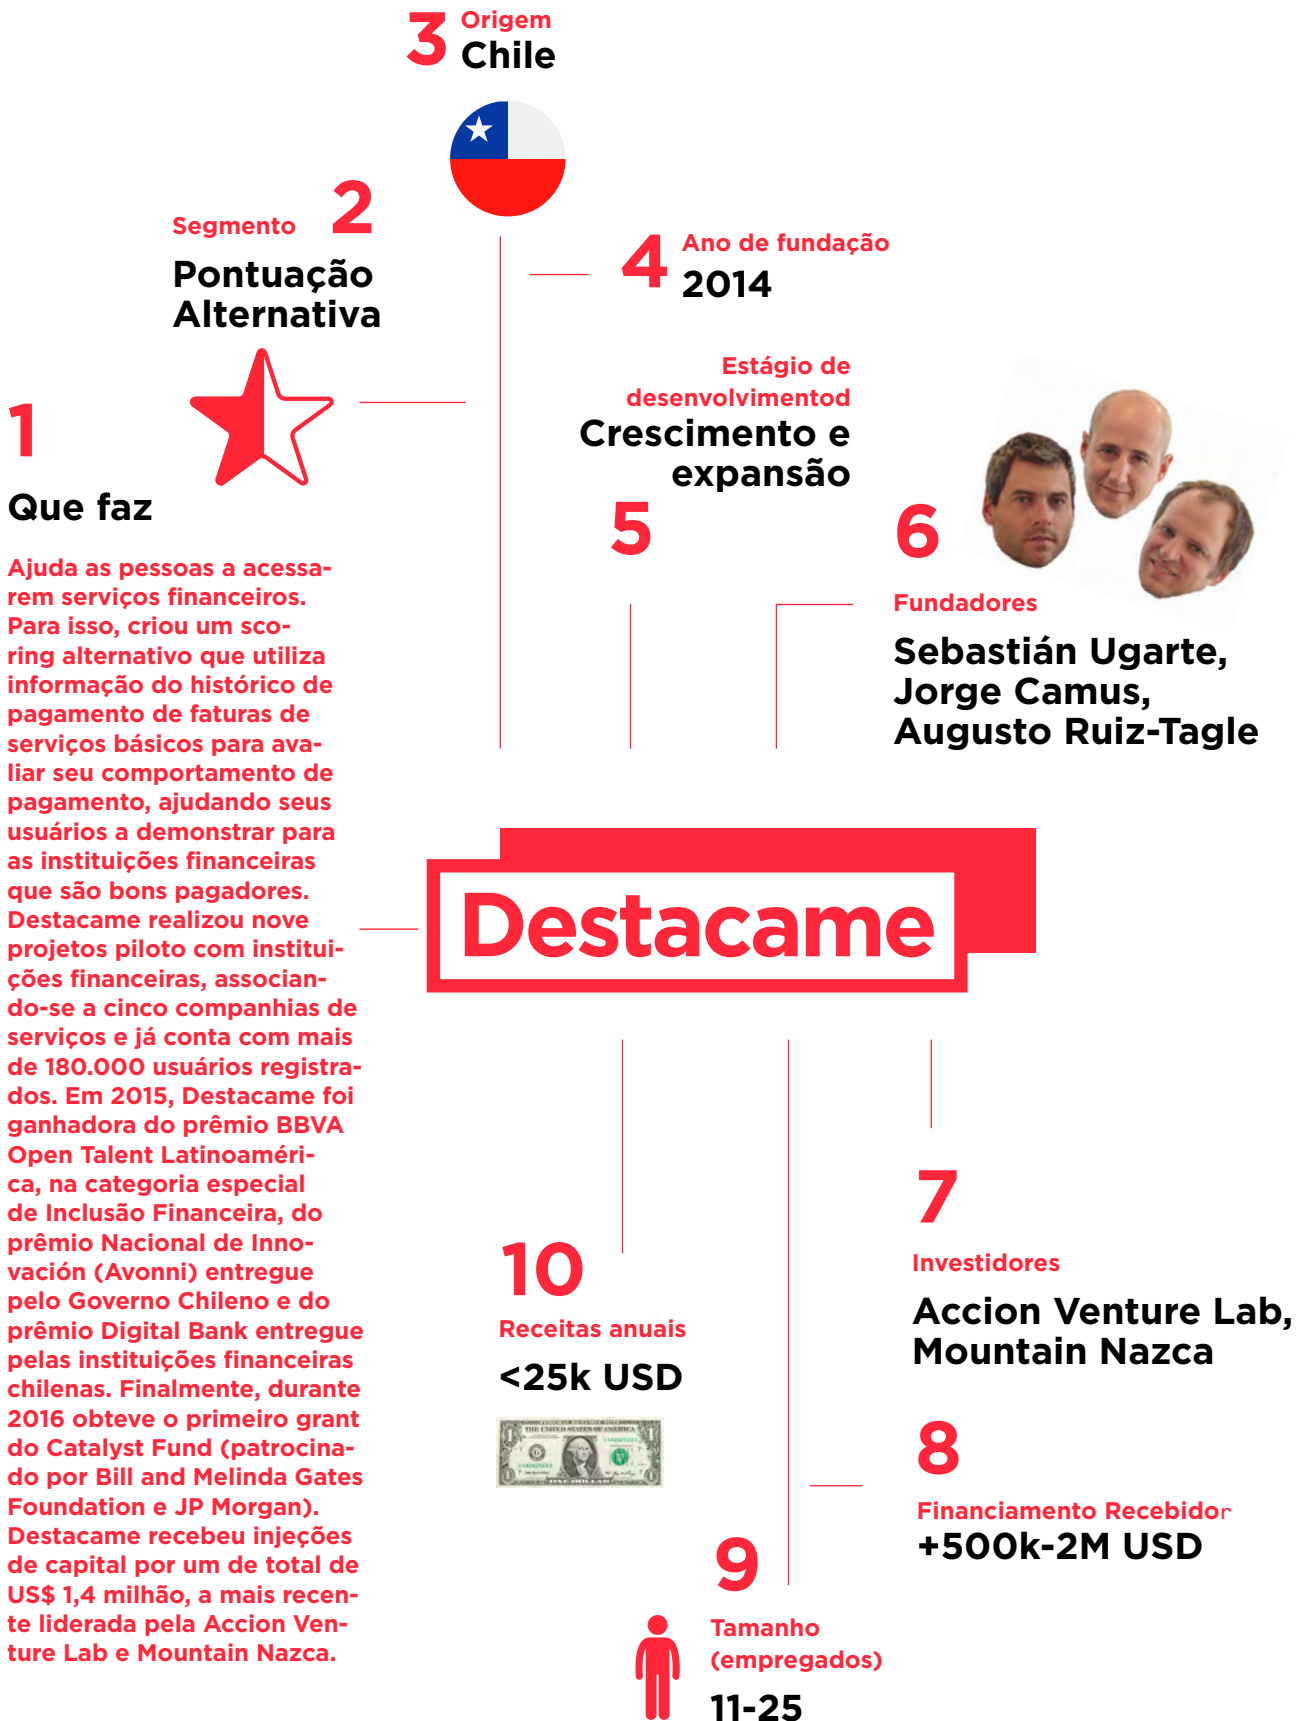 3
Origem
Chile
Segmento
2
Pontuação
Alternativa
4
Ano de fundação
2014
Estágio de
desenvolvimentod
Crescimento e
expansão
5
1
Que faz
Ajuda as pessoas a acessa-
rem serviços financeiros.
Para isso, criou um sco-
ring alternativo que utiliza
informação do histórico de
pagamento de faturas de
serviços básicos para ava-
liar seu comportamento de
pagamento, ajudando seus
usuários a demonstrar para
as instituições financeiras
que são bons pagadores.
Destacame realizou nove
projetos piloto com institui-
ções financeiras, associan-
do-se a cinco companhias de
serviços e já conta com mais
de 180.000 usuários registra-
dos. Em 2015, Destacame foi
ganhadora do prêmio BBVA
Open Talent Latinoaméri-
ca, na categoria especial
de Inclusão Financeira, do
prêmio Nacional de Inno-
vación (Avonni) entregue
pelo Governo Chileno e do
prêmio Digital Bank entregue
pelas instituições financeiras
chilenas. Finalmente, durante
2016 obteve o primeiro grant
do Catalyst Fund (patrocina-
do por Bill and Melinda Gates
Foundation e JP Morgan).
Destacame recebeu injeções
de capital por um de total de
US$ 1,4 milhão, a mais recen-
te liderada pela Accion Ven-
ture Lab e Mountain Nazca.
6
Fundadores
Sebastián Ugarte,
Jorge Camus,
Augusto Ruiz-Tagle
Destacame
7
Investidores
Accion Venture Lab,
Mountain Nazca
8
Financiamento Recebidor
+500k-2M USD
9
Tamanho
(empregados)
11-25
10
Receitas anuais
<25k USD
THE UNITED STATES OF AMERICA
ONE DOLLAR